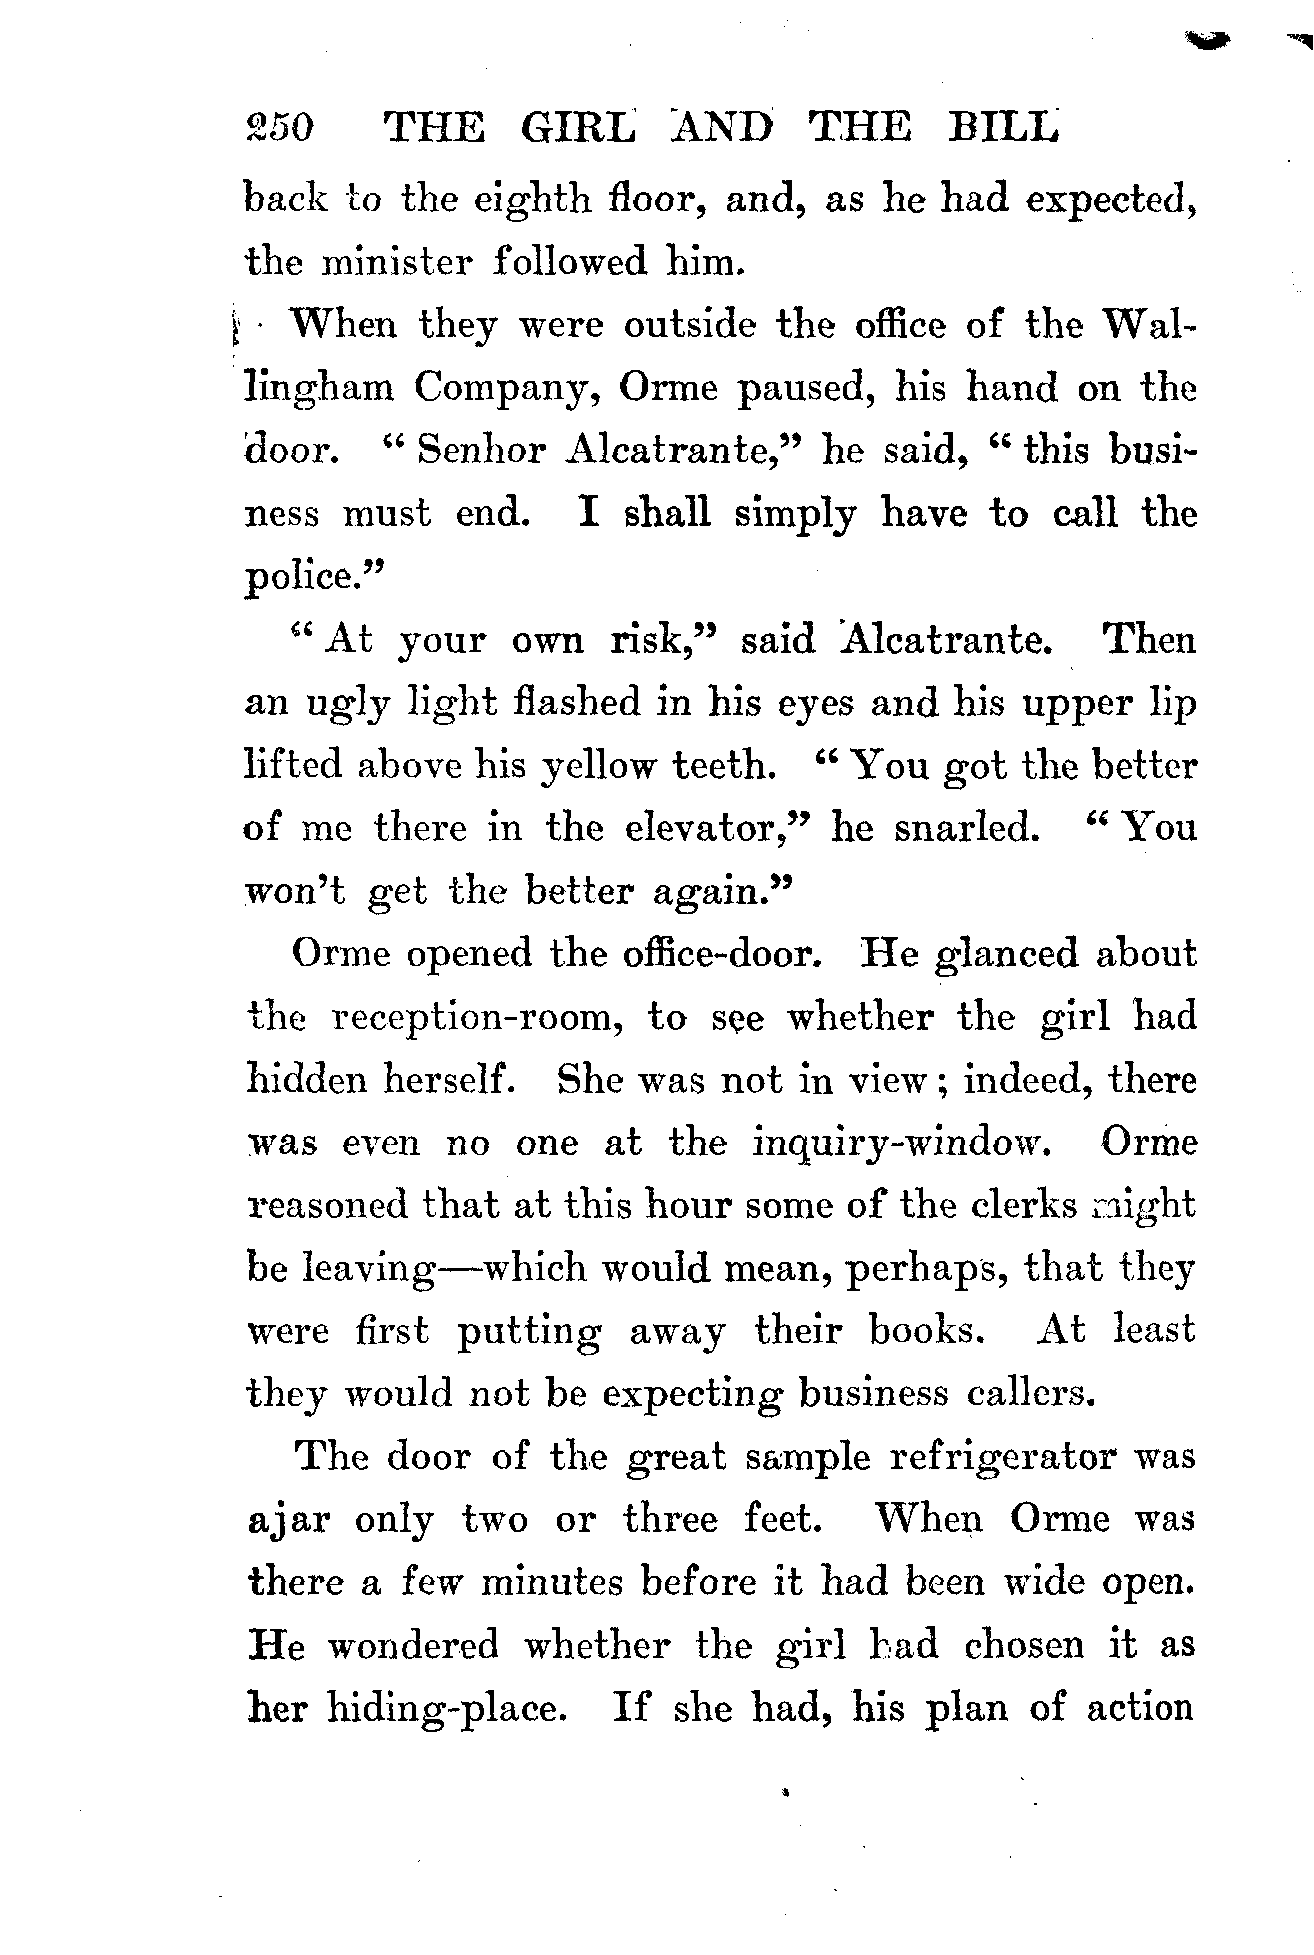 250 THE GIRL AND THE BILL
back to the eighth floor, and, as he had expected,
the minister followed him.
When they were outside the office of the Wal-
lingham Company, Orme paused, his hand on the
door. “Senhor Alcatrante,” he said, “this busi-
ness must end. I shall simply have to call the
police.”
“At your own risk,” said Alcatrante. Then
an ugly light flashed in his eyes and his upper lip
lifted above his yellow teeth. “You got the better
of me there in the elevator,” he snarled. “You
won’t get the better again.”
Orme opened the office-door. He glanced about
the reception-room, to see whether the girl had
hidden herself. She was not in view; indeed, there
was even no one at the inquiry-window. Orme
reasoned that at this hour some of the clerks might
be leaving—which would mean, perhaps, that they
were first putting away their books. At least
they would not be expecting business callers.
The door of the great sample refrigerator was
ajar only two or three feet. When Orme was
there a few minutes before it had been wide open.
He wondered whether the girl had chosen it as
her hiding-place. If she had, his plan of action